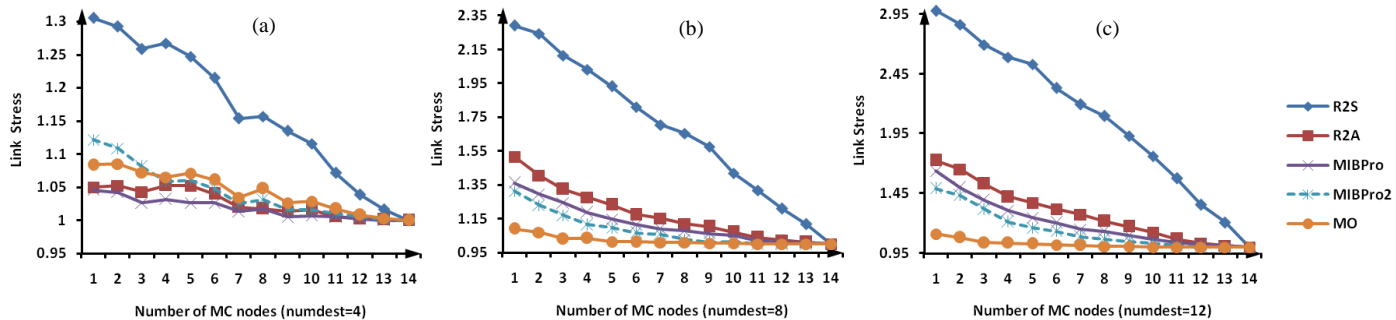 (a)
Link Stress
1.3
1.25
1.2
1.15
1.1
1.05
1
0.95
1 2 3 4 5 6 7 8 9 10 11 12 13 14
Number of MC nodes (numdest=4)
(b)
Link Stress
2.35
2.15
1.95
1.75
1.55
1.35
1.15
0.95
1 2 3 4 5 6 7 8 9 10 11 12 13 14
Number of MC nodes (numdest=8)
(c)
Link Stress
2.95
2.45
1.95
1.45
0.95
1 2 3 4 5 6 7 8 9 10 11 12 13 14
Number of MC nodes (numdest=12)
R2S
R2A
MIBPro
MIBPro2
MO